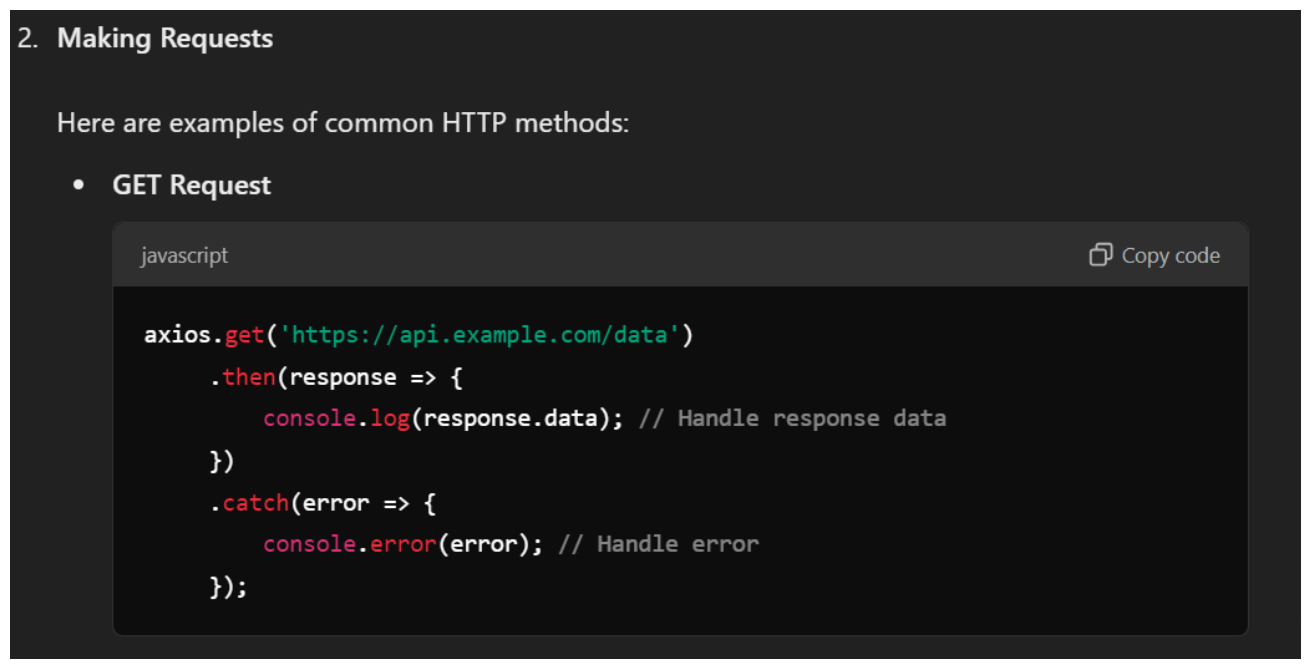 2. Making Requests
Here are examples of common HTTP methods:
• GET Request
javascript
Copy code
axios.get('https://api.example.com/data')
.then(response => {
console.log(response.data); // Handle response data
})
.catch(error => {
console.error(error); // Handle error
});